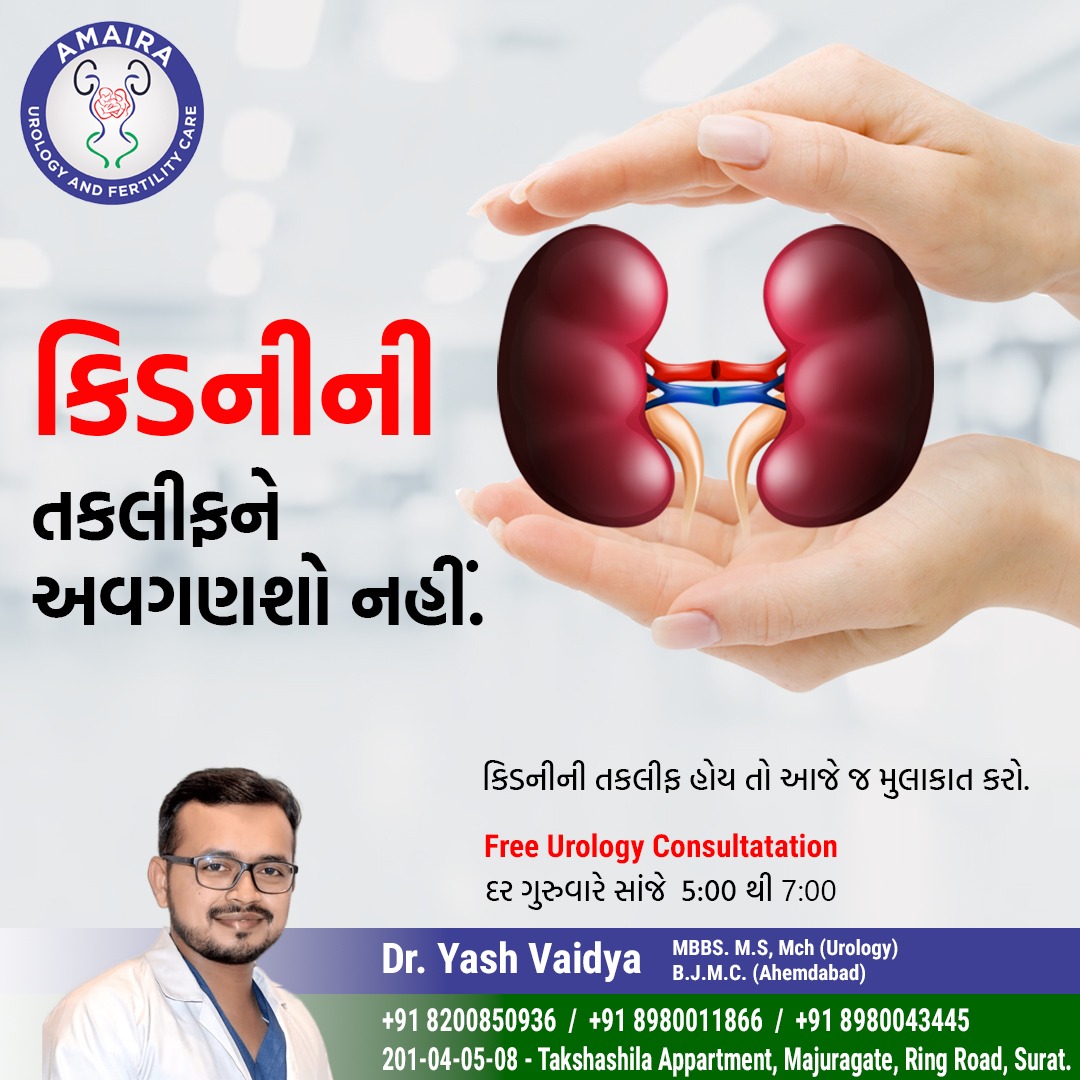 AMAIRA
UROLOGY AND FERTILITY CARE
કિડનીની
તકલીફને
અવગણશો નહીં.
કિડનીની તકલીફ હોય તો આજે જ મુલાકાત કરો.
Free Urology Consultatation
દર ગુરુવારે સાંજે 5:00 થી 7:00
Dr. Yash Vaidya
MBBS. M.S, Mch (Urology)
B.J.M.C. (Ahemdabad)
+91 8200850936 / +91 8980011866 / +91 8980043445
201-04-05-08 - Takshashila Appartment, Majuragate, Ring Road, Surat.